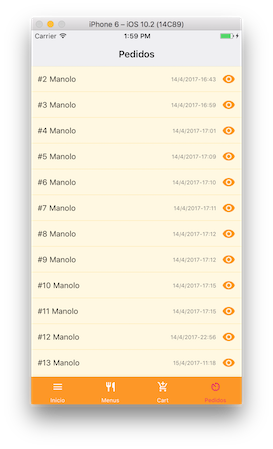 iPhone 6 – iOS 10.2 (14C89)
Carrier 1:59 PM
Pedidos
#2 Manolo 14/4/2017-16:43
#3 Manolo 14/4/2017-16:59
#4 Manolo 14/4/2017-17:01
#5 Manolo 14/4/2017-17:09
#6 Manolo 14/4/2017-17:10
#7 Manolo 14/4/2017-17:11
#8 Manolo 14/4/2017-17:12
#9 Manolo 14/4/2017-17:12
#10 Manolo 14/4/2017-17:15
#11 Manolo 14/4/2017-17:15
#12 Manolo 14/4/2017-22:56
#13 Manolo 15/4/2017-11:18
Inicio Menus Cart Pedidos